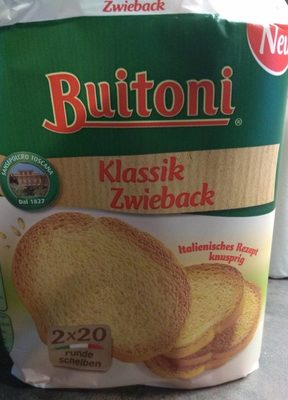 Zwieback
Neu
Buitoni®
SANSEPOLCRO TOSCANA
Dal 1827
Klassik
Zwieback
Italienisches Rezept
knusprig
2x20
runde
scheiben